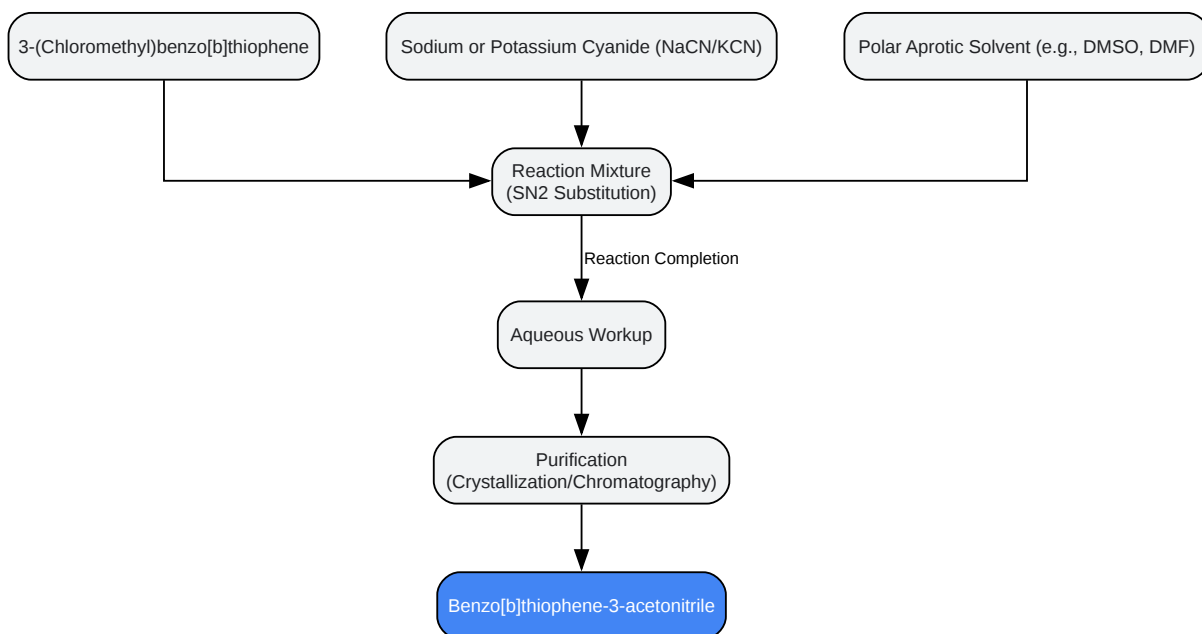 3-(Chloromethyl)benzo[b]thiophene
Sodium or Potassium Cyanide (NaCN/KCN)
Polar Aprotic Solvent (e.g., DMSO, DMF)
Reaction Mixture
(SN2 Substitution)
Reaction Completion
Aqueous Workup
Purification
(Crystallization/Chromatography)
Benzo[b]thiophene-3-acetonitrile